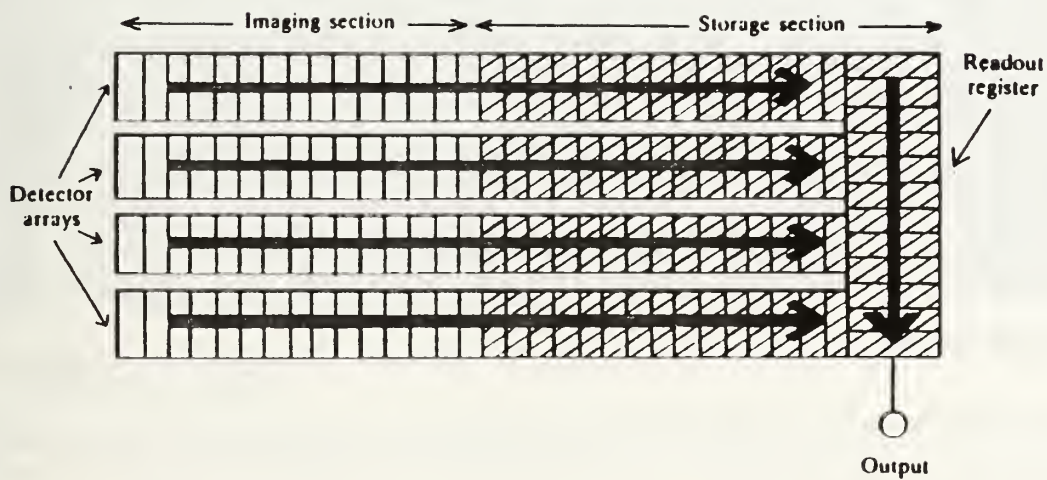 Imaging section
Storage section
Readout
register
Detector
arrays
Output